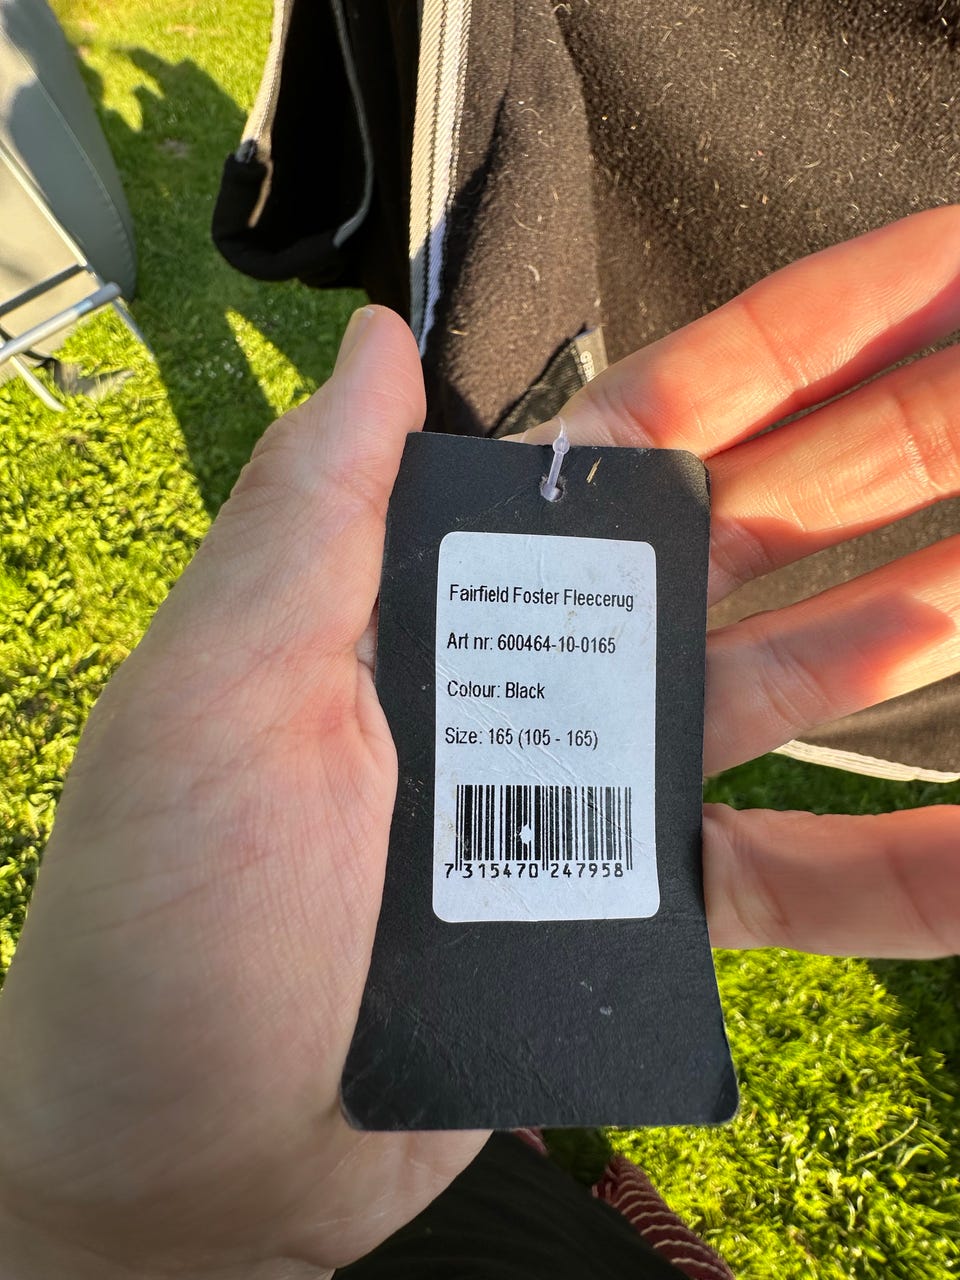 Fairfield Foster Fleecerug
Art nr: 600464-10-0165
Colour: Black
Size: 165 (105 - 165)
7 315470 247958